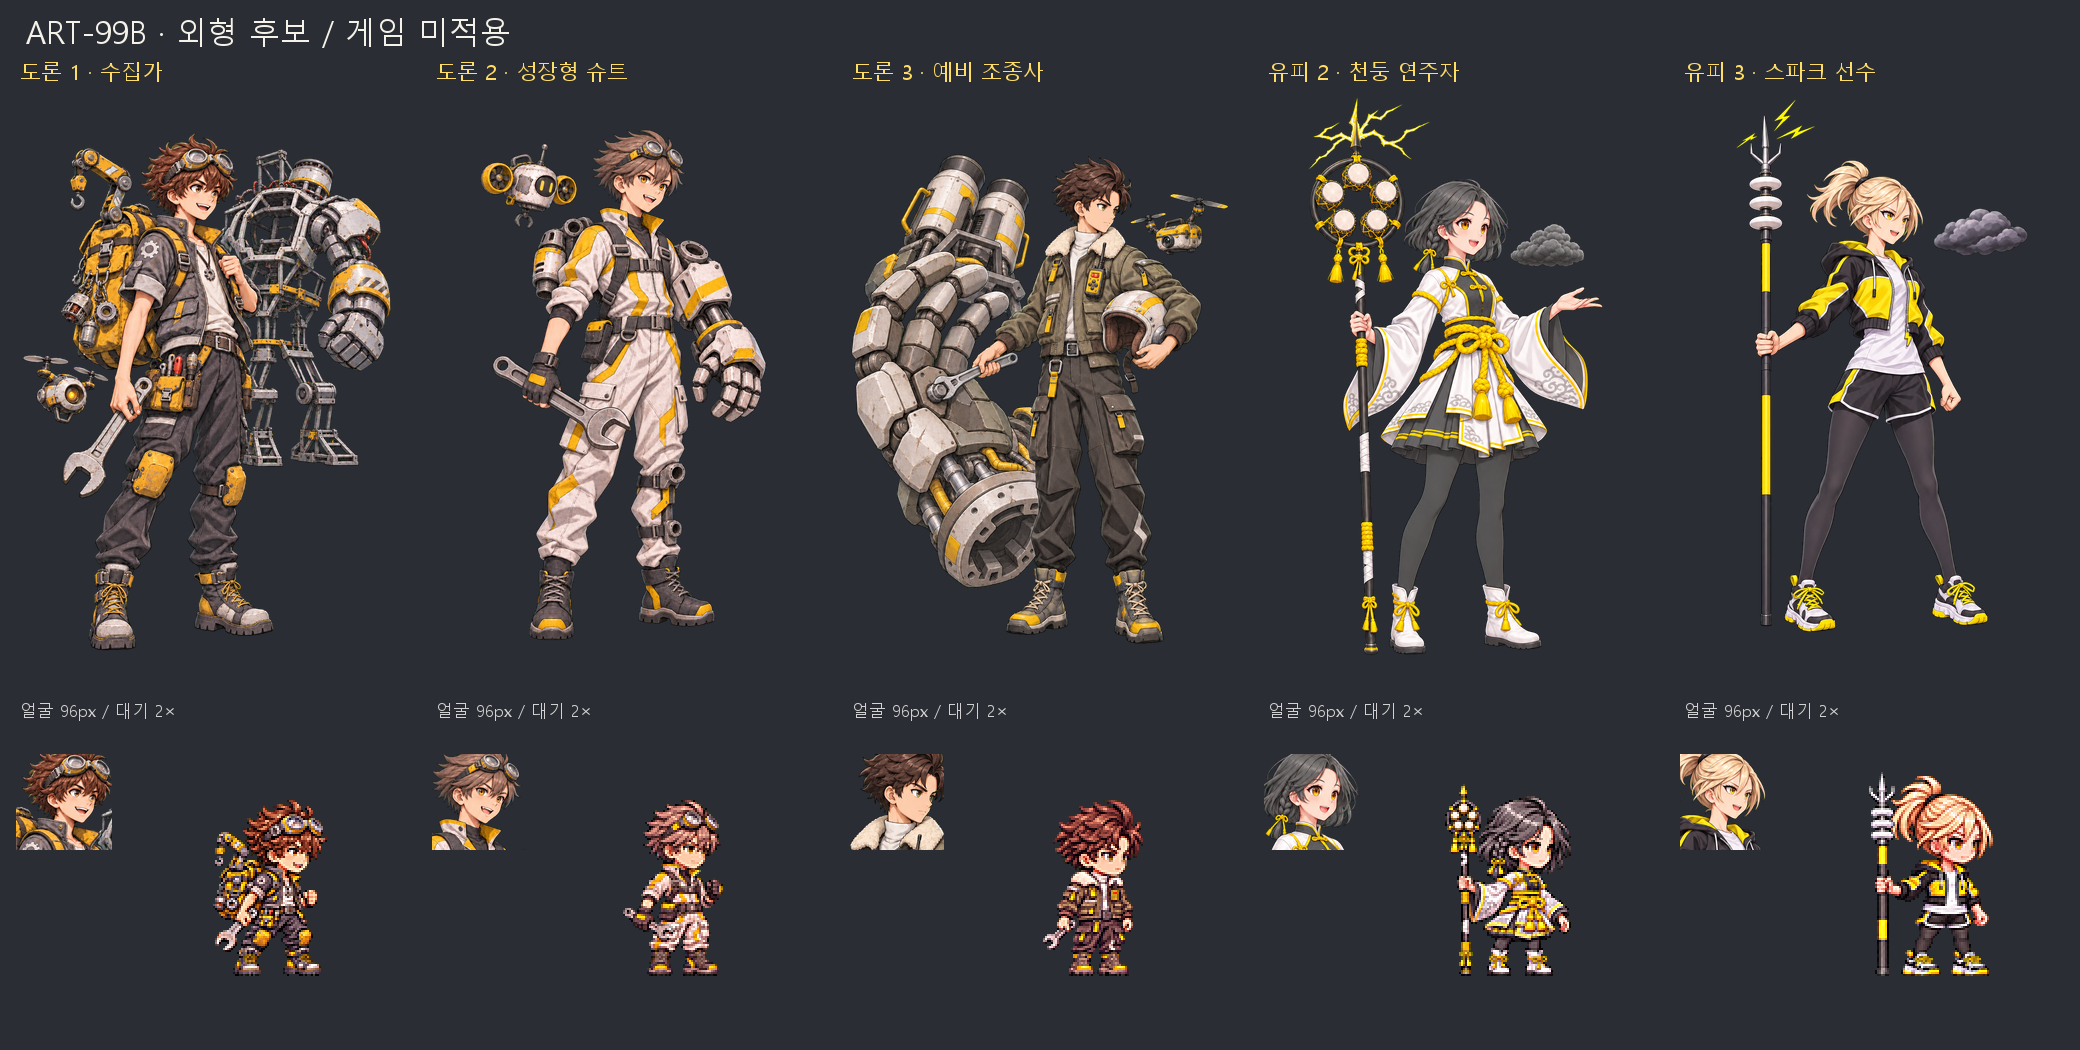 ART-99B · 외형 후보 / 게임 미적용
도론 1 · 수집가
도론 2 · 성장형 슈트
도론 3 · 예비 조종사
유피 2 · 천둥 연주자
유피 3 · 스파크 선수
얼굴 96px / 대기 2×
얼굴 96px / 대기 2×
얼굴 96px / 대기 2×
얼굴 96px / 대기 2×
얼굴 96px / 대기 2×